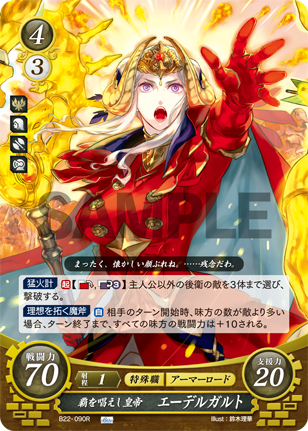 4
3
SAMPLE
まったく、懐かしい顔ぶれね。……残念だわ。
猛火計 起【、3】主人公以外の後衛の敵を3体まで選び、
撃破する。
理想を拓く魔斧 自 相手のターン開始時、味方の数が敵より多い
場合、ターン終了まで、すべての味方の戦闘力は+10される。
戦闘力
70
射程 1
特殊職
アーマーロード
支援力
20
覇を唱えし皇帝 エーデルガルト
B22-090R
Illust:鈴木理華